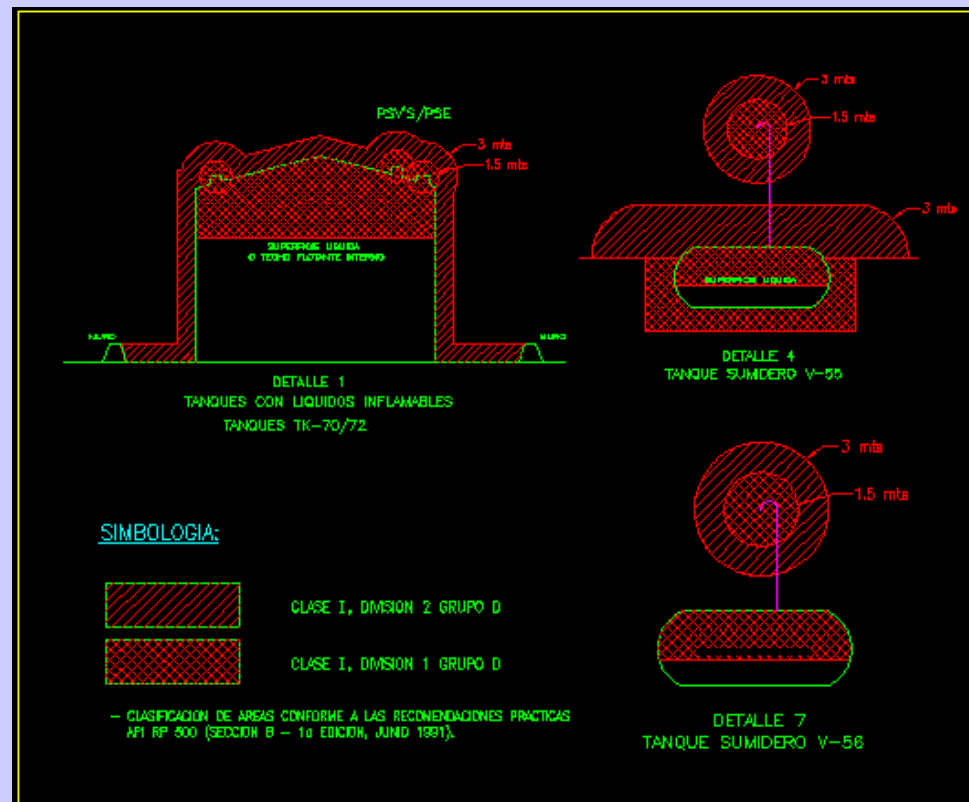 PSV'S/PSE
3 mts
1.5 mts
SUPERFICIE LIQUIDA
O TECHO FLOTANTE INTERNO
MURO
MURO
DETALLE 1
TANQUES CON LIQUIDOS INFLAMABLES
TANQUES TK-70/72
3 mts
1.5 mts
3 mts
SUPERFICIE LIQUIDA
DETALLE 4
TANQUE SUMIDERO V-55
3 mts
1.5 mts
DETALLE 7
TANQUE SUMIDERO V-56
SIMBOLOGIA:
CLASE I, DIVISION 2 GRUPO D
CLASE I, DIVISION 1 GRUPO D
- CLASIFICACION DE AREAS CONFORME A LAS RECOMENDACIONES PRACTICAS
API RP 500 (SECCION B - 1a EDICION, JUNIO 1991).